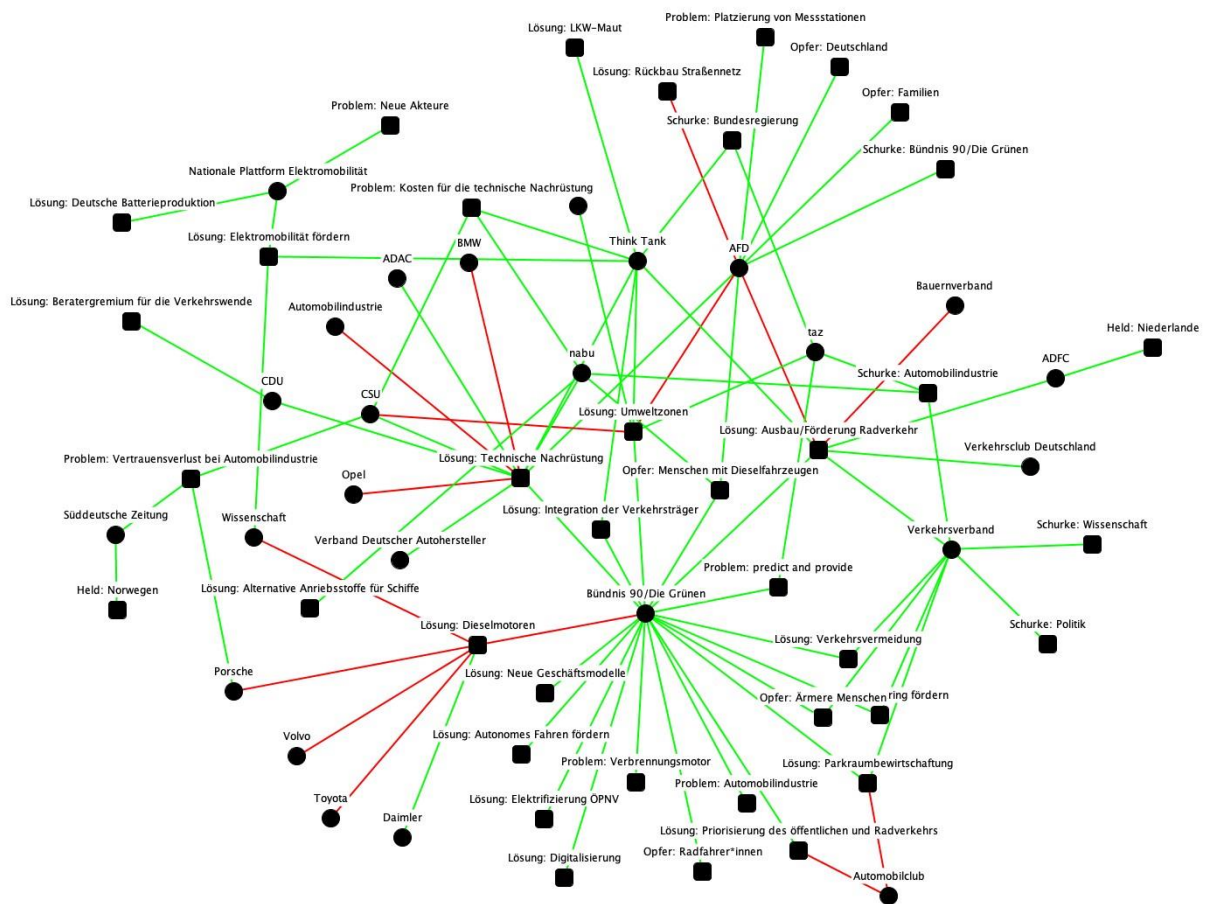 Problem: Platzierung von Messstationen
Lösung: LKW-Maut
Opfer: Deutschland
Lösung: Rückbau Straßennetz
Opfer: Familien
Problem: Neue Akteure
Schurke: Bundesregierung
Schurke: Bündnis 90/Die Grünen
Nationale Plattform Elektromobilität
Problem: Kosten für die technische Nachrüstung
Lösung: Deutsche Batterieproduktion
Lösung: Elektromobilität fördern
BMW
Think Tank
AFD
ADAC
Bauernverband
Lösung: Beratergremium für die Verkehrswende
Automobilindustrie
Held: Niederlande
taz
nabu
ADFC
Schurke: Automobilindustrie
CDU
CSU
Lösung: Umweltzonen
Lösung: Ausbau/Förderung Radverkehr
Verkehrsclub Deutschland
Problem: Vertrauensverlust bei Automobilindustrie
Lösung: Technische Nachrüstung
Opfer: Menschen mit Dieselfahrzeugen
Opel
Lösung: Integration der Verkehrsträger
Süddeutsche Zeitung
Wissenschaft
Schurke: Wissenschaft
Verkehrsverband
Verband Deutscher Autohersteller
Problem: predict and provide
Held: Norwegen
Lösung: Alternative Anriebsstoffe für Schiffe
Bündnis 90/Die Grünen
Lösung: Dieselmotoren
Schurke: Politik
Lösung: Verkehrsvermeidung
Porsche
Lösung: Neue Geschäftsmodelle
Opfer: Ärmere Menschen
ring fördern
Lösung: Autonomes Fahren fördern
Volvo
Problem: Verbrennungsmotor
Lösung: Parkraumbewirtschaftung
Problem: Automobilindustrie
Toyota
Lösung: Elektrifizierung ÖPNV
Daimler
Lösung: Priorisierung des öffentlichen und Radverkehrs
Lösung: Digitalisierung
Opfer: Radfahrer*innen
Automobilclub